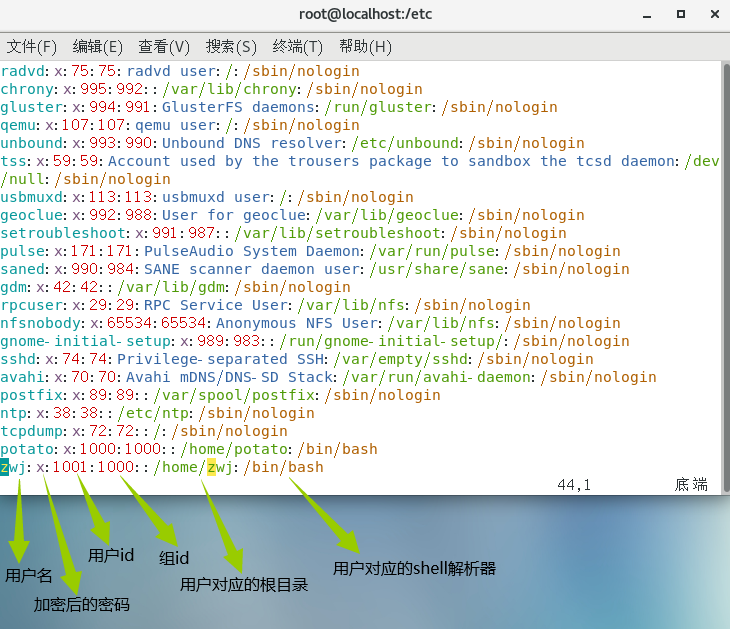 root@localhost:/etc
文件(F) 编辑(E) 查看(V) 搜索(S) 终端(T) 帮助(H)
radvd:x:75:75:radvd user:/:/sbin/nologin
chrony:x:995:992::/var/lib/chrony:/sbin/nologin
gluster:x:994:991:GlusterFS daemons:/run/gluster:/sbin/nologin
qemu:x:107:107:qemu user:/:/sbin/nologin
unbound:x:993:990:Unbound DNS resolver:/etc/unbound:/sbin/nologin
tss:x:59:59:Account used by the trousers package to sandbox the tcsd daemon:/dev
/null:/sbin/nologin
usbmuxd:x:113:113:usbmuxd user:/:/sbin/nologin
geoclue:x:992:988:User for geoclue:/var/lib/geoclue:/sbin/nologin
setroubleshoot:x:991:987::/var/lib/setroubleshoot:/sbin/nologin
pulse:x:171:171:PulseAudio System Daemon:/var/run/pulse:/sbin/nologin
saned:x:990:984:SANE scanner daemon user:/usr/share/sane:/sbin/nologin
gdm:x:42:42::/var/lib/gdm:/sbin/nologin
rpcuser:x:29:29:RPC Service User:/var/lib/nfs:/sbin/nologin
nfsnobody:x:65534:65534:Anonymous NFS User:/var/lib/nfs:/sbin/nologin
gnome-initial-setup:x:989:983::/run/gnome-initial-setup/:/sbin/nologin
sshd:x:74:74:Privilege-separated SSH:/var/empty/sshd:/sbin/nologin
avahi:x:70:70:Avahi mDNS/DNS-SD Stack:/var/run/avahi-daemon:/sbin/nologin
postfix:x:89:89::/var/spool/postfix:/sbin/nologin
ntp:x:38:38::/etc/ntp:/sbin/nologin
tcpdump:x:72:72::/:/sbin/nologin
potato:x:1000:1000::/home/potato:/bin/bash
zwj:x:1001:1000::/home/zwj:/bin/bash
44,1 底端
用户名
加密后的密码
用户id
组id
用户对应的根目录
用户对应的shell解析器